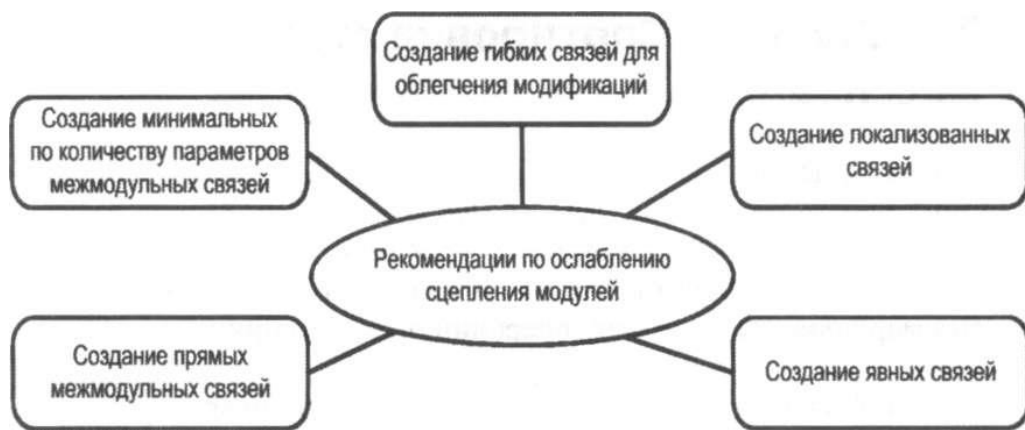 Создание гибких связей для
облегчения модификаций
Создание минимальных
по количеству параметров
межмодульных связей
Создание локализованных
связей
Рекомендации по ослаблению
сцепления модулей
Создание прямых
межмодульных связей
Создание явных связей